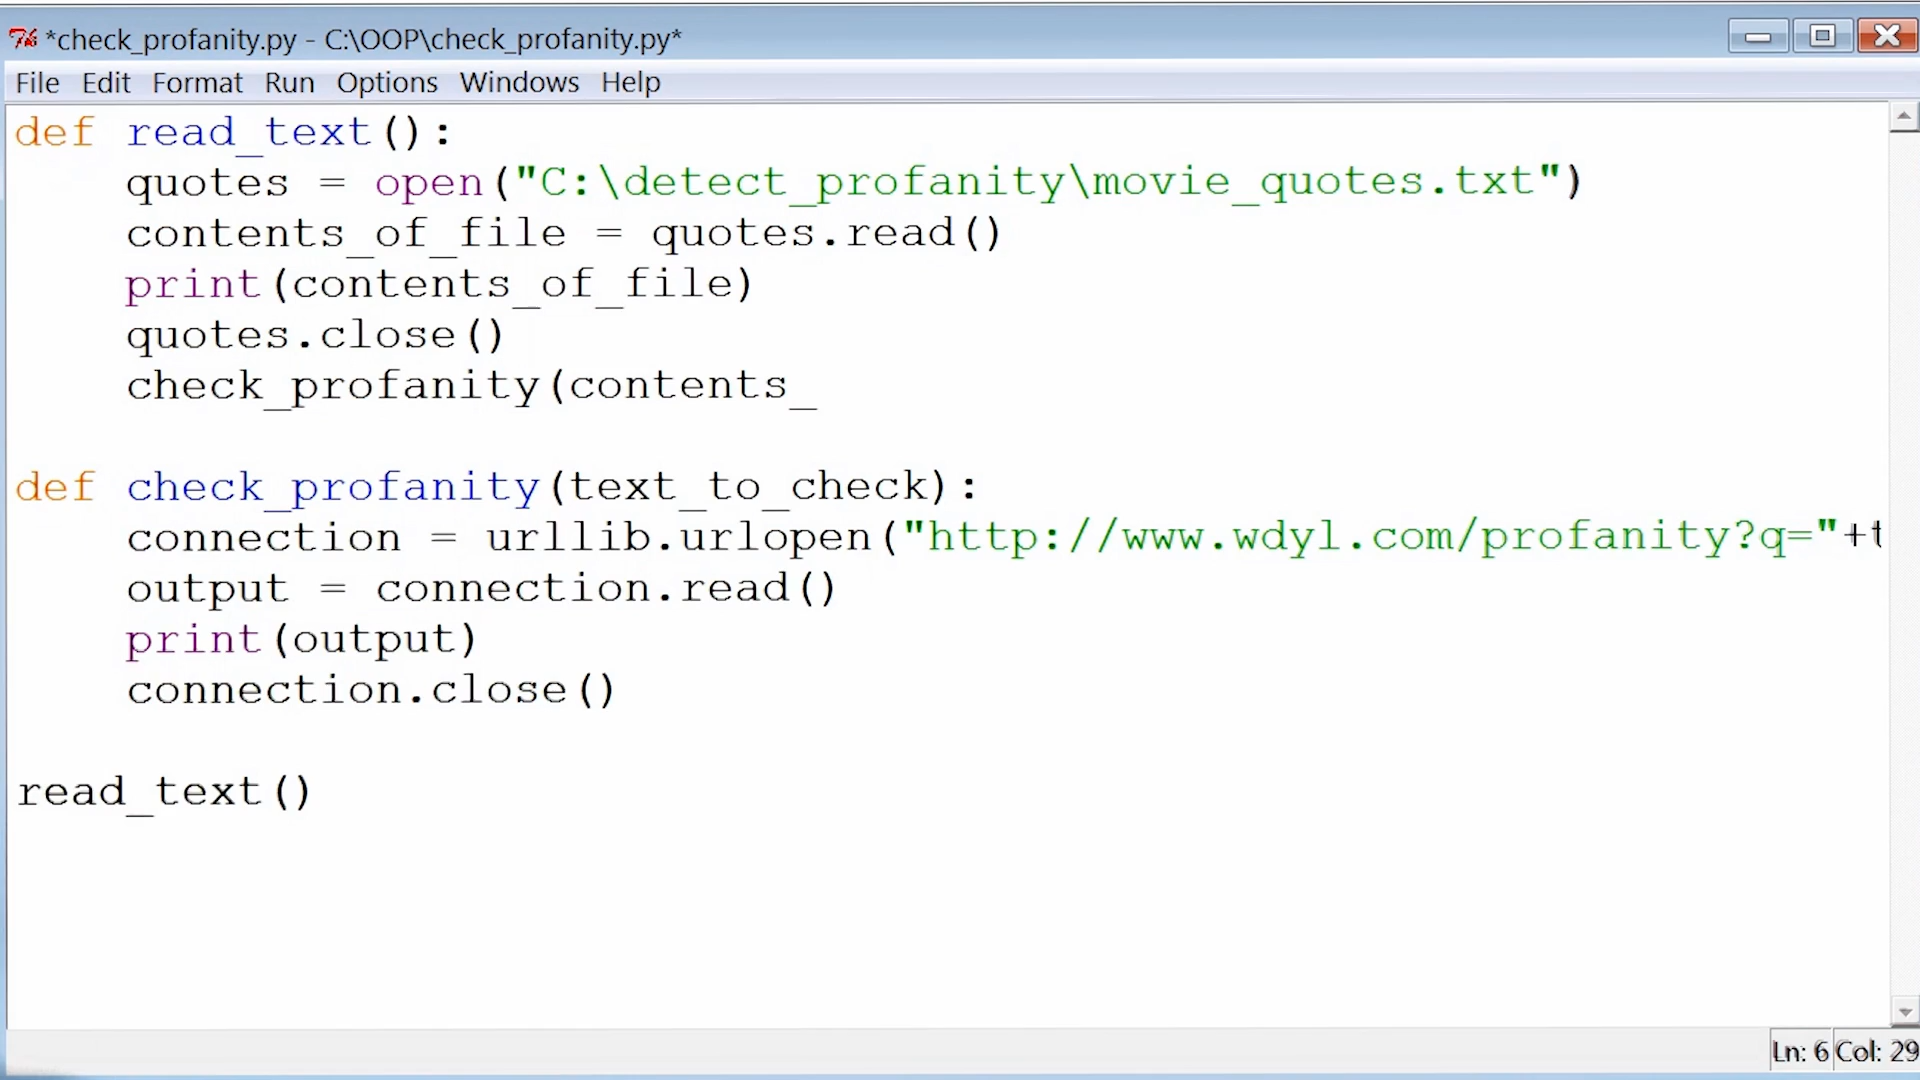 *check_profanity.py - C:\OOP\check_profanity.py*
File Edit Format Run Options Windows Help
def read_text():
    quotes = open("C:\detect_profanity\movie_quotes.txt")
    contents_of_file = quotes.read()
    print(contents_of_file)
    quotes.close()
    check_profanity(contents_

def check_profanity(text_to_check):
    connection = urllib.urlopen("http://www.wdyl.com/profanity?q="+t
    output = connection.read()
    print(output)
    connection.close()

read_text()
Ln: 6 Col: 29